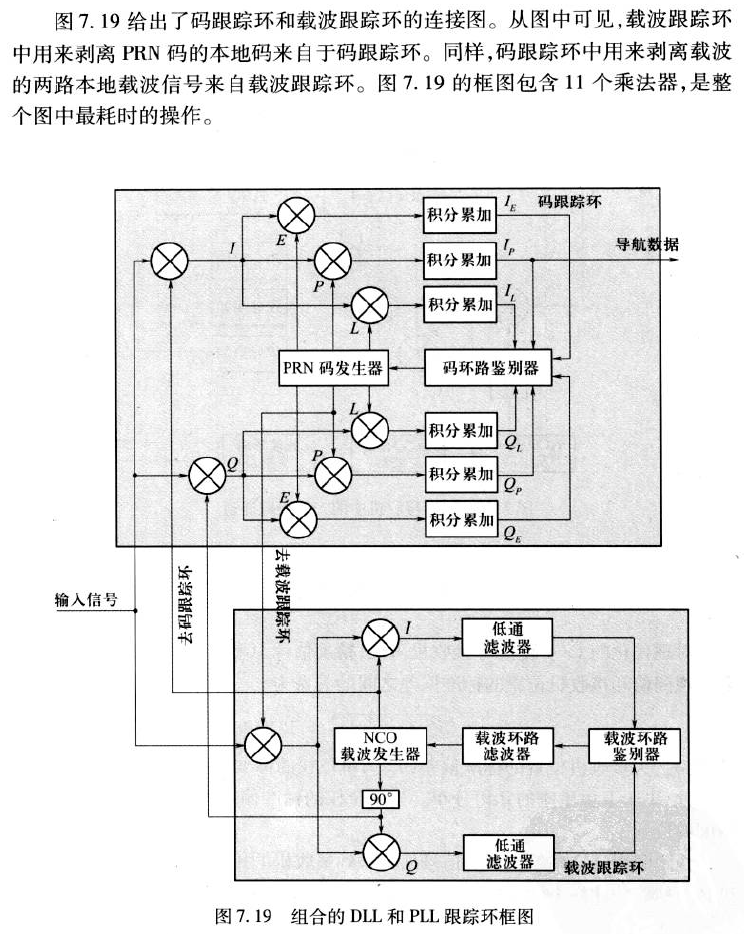 图 7.19 给出了码跟踪环和载波跟踪环的连接图。从图中可见,载波跟踪环
中用来剥离 PRN 码的本地码来自于码跟踪环。同样,码跟踪环中用来剥离载波
的两路本地载波信号来自载波跟踪环。图 7.19 的框图包含 11 个乘法器,是整
个图中最耗时的操作。
积分累加 I_E 码跟踪环
E
I 积分累加 I_P 导航数据
P
积分累加 I_L
L
PRN 码发生器 码环路鉴别器
L
积分累加 Q_L
Q P 积分累加 Q_P
E
积分累加 Q_E
输入信号
去码跟踪环
去载波跟踪环
I 低通
滤波器
NCO
载波发生器
载波环路
滤波器
载波环路
鉴别器
90°
Q 低通
滤波器
载波跟踪环
图 7.19 组合的 DLL 和 PLL 跟踪环框图